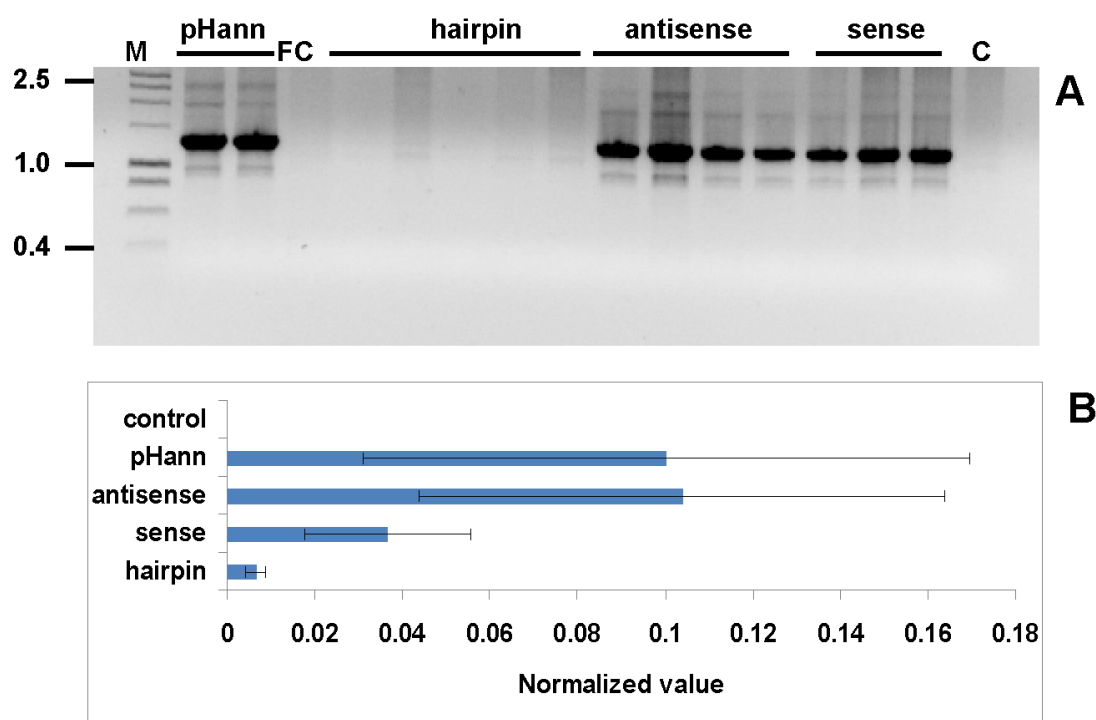 pHann hairpin antisense sense
M FC C
2.5
A
1.0
0.4
B
control
pHann
antisense
sense
hairpin
0 0.02 0.04 0.06 0.08 0.1 0.12 0.14 0.16 0.18
Normalized value